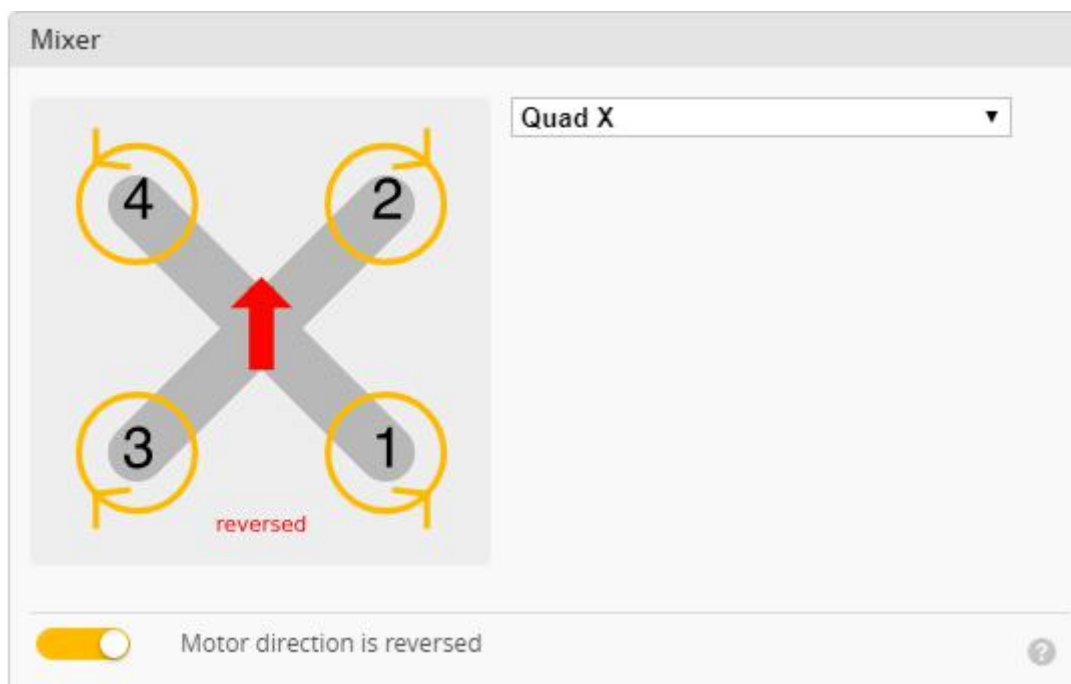 Mixer
Quad X
4 2
3 1
reversed
Motor direction is reversed
?